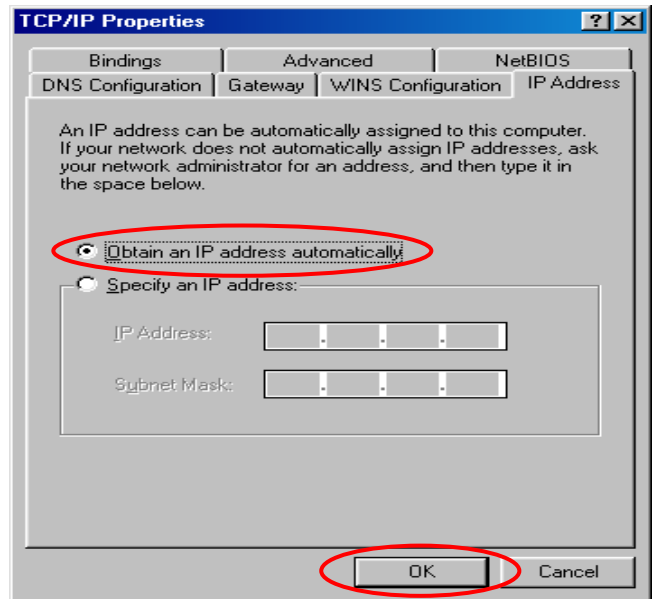 TCP/IP Properties
Bindings Advanced NetBIOS
DNS Configuration Gateway WINS Configuration IP Address
An IP address can be automatically assigned to this computer.
If your network does not automatically assign IP addresses, ask
your network administrator for an address, and then type it in
the space below.
Obtain an IP address automatically
Specify an IP address:
IP Address:
. . .
Subnet Mask:
. . .
OK Cancel